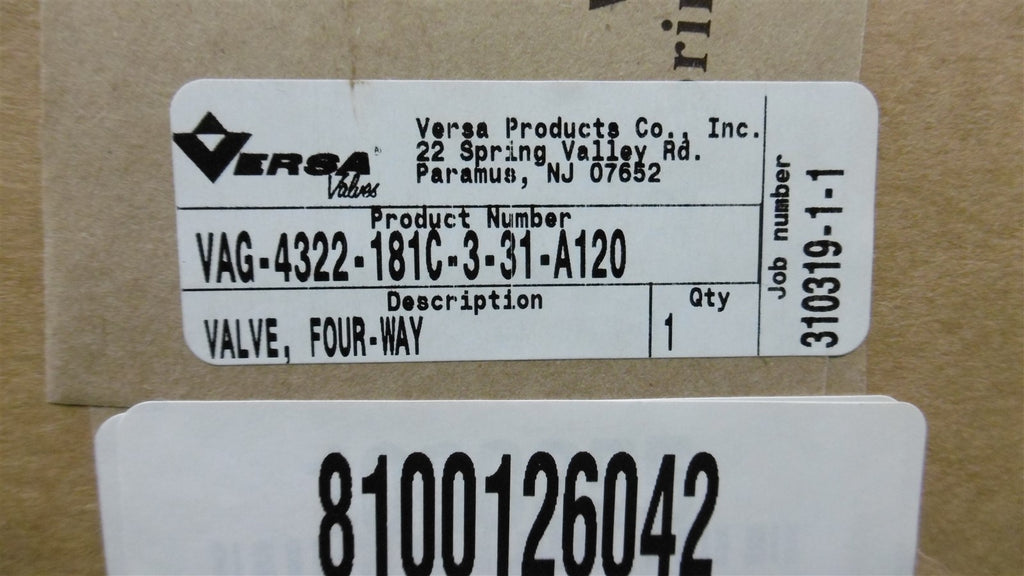 VERSA
Valves
Versa Products Co., Inc.
22 Spring Valley Rd.
Paramus, NJ 07652
Product Number
VAG-4322-181C-3-31-A120
Description
VALVE, FOUR-WAY
Qty
1
Job number
310319-1-1
8100126042